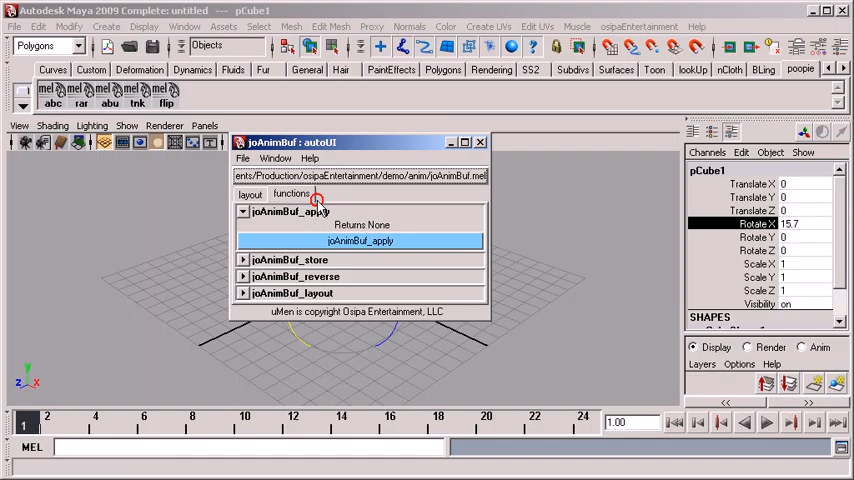 Autodesk Maya 2009 Complete: untitled --- pCube1
File Edit Modify Create Display Window Assets Select Mesh Edit Mesh Proxy Normals Color Create UVs Edit UVs Muscle osipaEntertainment Help
Polygons Objects
Curves Custom Deformation Dynamics Fluids Fur General Hair PaintEffects Polygons Rendering SS2 Subdivs Surfaces Toon lookUp nCloth BLing poopie
mel mel mel mel mel
abc rar abu tnk flip
View Shading Lighting Show Renderer Panels
joAnimBuf : autoUI
File Window Help
ents/Production/osipaEntertainment/demo/anim/joAnimBuf.mel
layout functions
joAnimBuf_apply
Returns None
joAnimBuf_apply
joAnimBuf_store
joAnimBuf_reverse
joAnimBuf_layout
uMen is copyright Osipa Entertainment, LLC
Channels Edit Object Show
pCube1
Translate X 0
Translate Y 0
Translate Z 0
Rotate X 15.7
Rotate Y 0
Rotate Z 0
Scale X 1
Scale Y 1
Scale Z 1
Visibility on
SHAPES
Display Render Anim
Layers Options Help
<< >>
y
z x
1 2 4 6 8 10 12 14 16 18 20 22 24
1.00
MEL